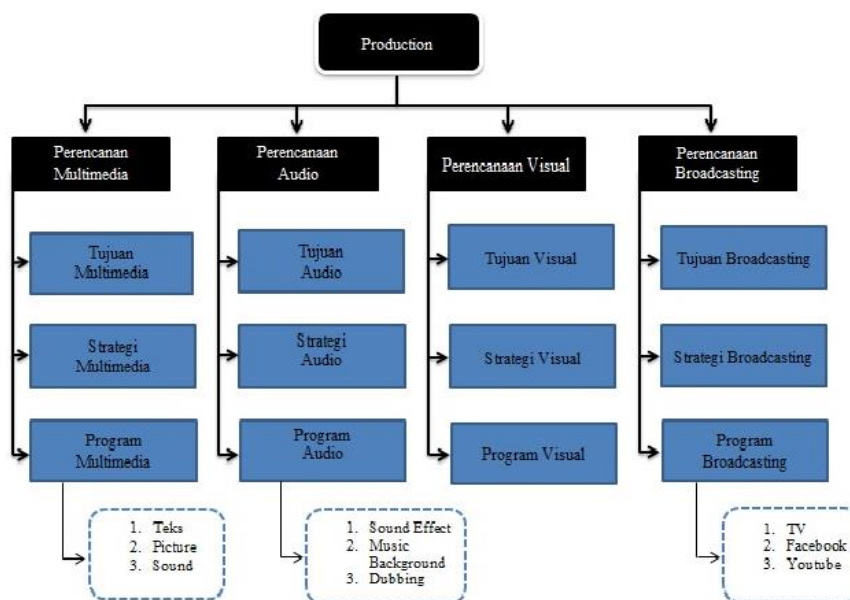 Production
Perencanan
Multimedia
Perencanaan
Audio
Perencanaan Visual
Perencanaan
Broadcasting
Tujuan
Multimedia
Tujuan
Audio
Tujuan Visual
Tujuan Broadcasting
Strategi
Multimedia
Strategi
Audio
Strategi Visual
Strategi Broadcasting
Program
Multimedia
Program
Audio
Program Visual
Program
Broadcasting
1. Teks
2. Picture
3. Sound
1. Sound Effect
2. Music
Background
3. Dubbing
1. TV
2. Facebook
3. Youtube